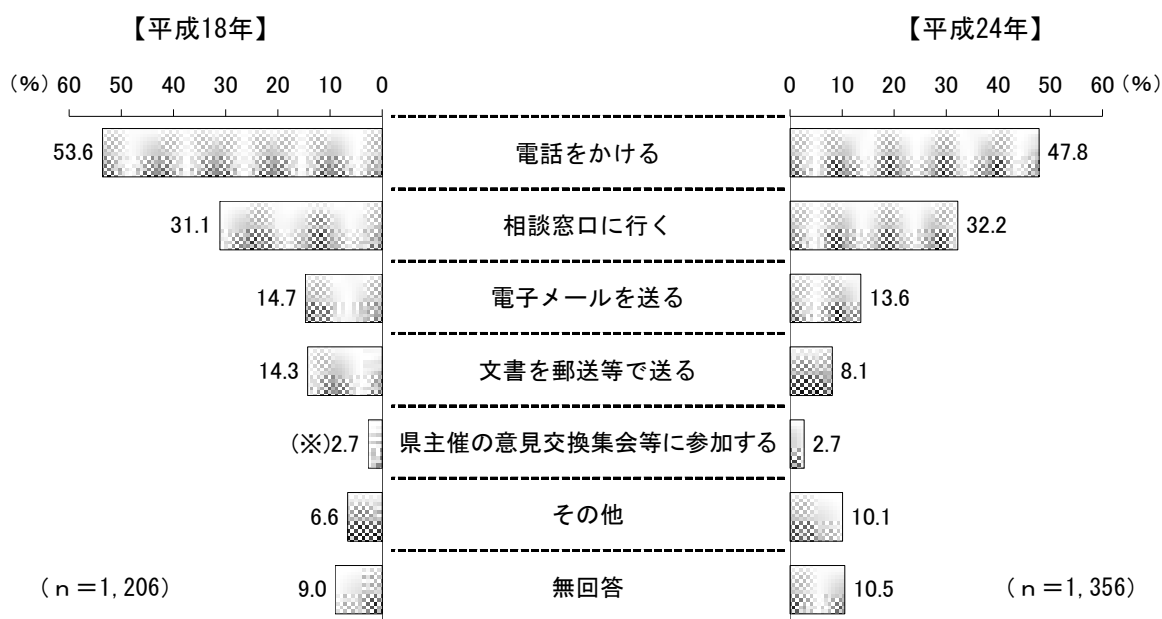 【平成18年】 【平成24年】
(%) 60 50 40 30 20 10 0 0 10 20 30 40 50 60 (%)
53.6 電話をかける 47.8
31.1 相談窓口に行く 32.2
14.7 電子メールを送る 13.6
14.3 文書を郵送等で送る 8.1
(※)2.7 県主催の意見交換集会等に参加する 2.7
6.6 その他 10.1
(n=1,206) 9.0 無回答 10.5 (n=1,356)